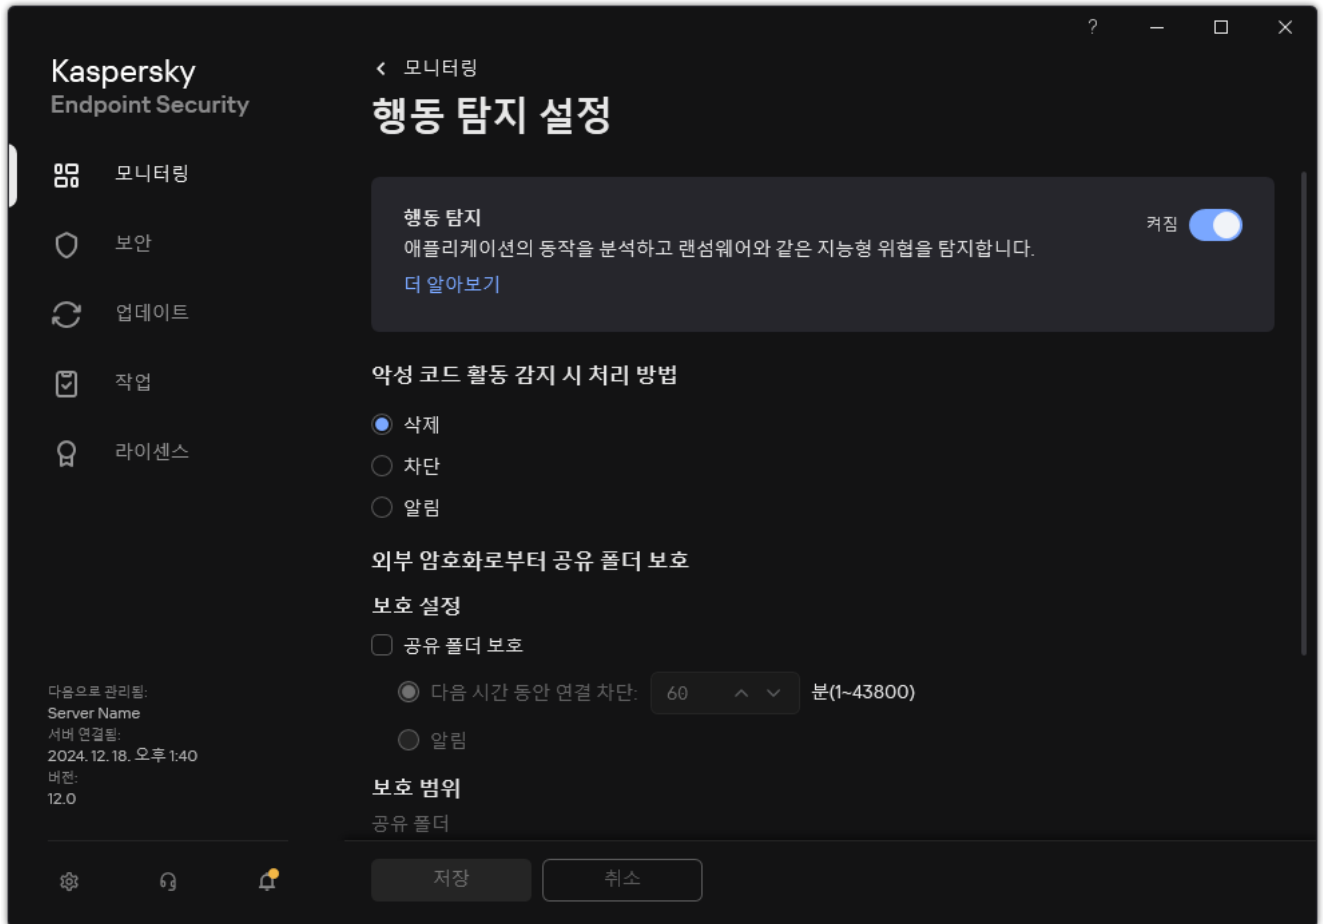 ?
Kaspersky
Endpoint Security
모니터링
보안
업데이트
작업
라이센스
다음으로 관리됨:
Server Name
서버 연결됨:
2024. 12. 18. 오후 1:40
버전:
12.0
모니터링
행동 탐지 설정
행동 탐지
애플리케이션의 동작을 분석하고 랜섬웨어와 같은 지능형 위협을 탐지합니다.
더 알아보기
켜짐
악성 코드 활동 감지 시 처리 방법
삭제
차단
알림
외부 암호화로부터 공유 폴더 보호
보호 설정
공유 폴더 보호
다음 시간 동안 연결 차단: 60 분(1~43800)
알림
보호 범위
공유 폴더
저장 취소